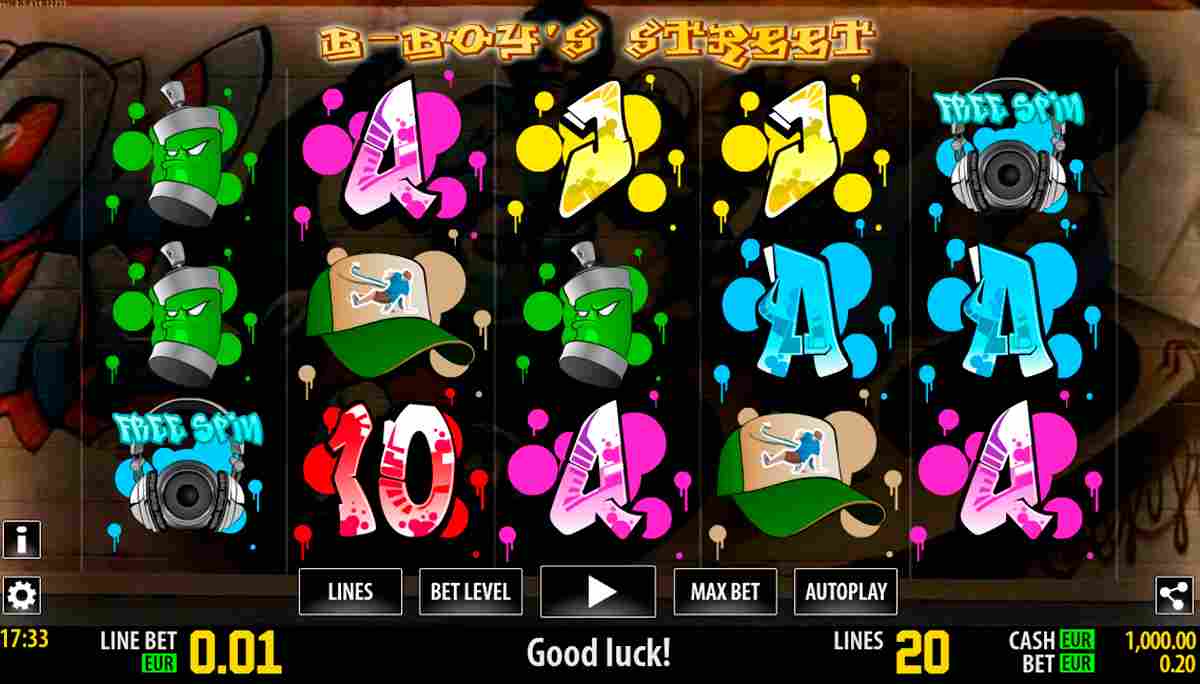 B-BOY'S STREET
Q J J FREE SPIN
A A
FREE SPIN 10 Q Q
LINES BET LEVEL MAX BET AUTOPLAY
17:33 LINE BET EUR 0.01 Good luck! LINES 20 CASH EUR 1,000.00
BET EUR 0.20